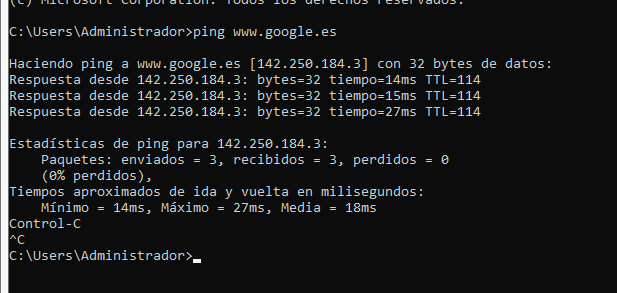 (c) Microsoft Corporation. Todos los derechos reservados.
C:\Users\Administrador>ping www.google.es
Haciendo ping a www.google.es [142.250.184.3] con 32 bytes de datos:
Respuesta desde 142.250.184.3: bytes=32 tiempo=14ms TTL=114
Respuesta desde 142.250.184.3: bytes=32 tiempo=15ms TTL=114
Respuesta desde 142.250.184.3: bytes=32 tiempo=27ms TTL=114
Estadísticas de ping para 142.250.184.3:
    Paquetes: enviados = 3, recibidos = 3, perdidos = 0
    (0% perdidos),
Tiempos aproximados de ida y vuelta en milisegundos:
    Mínimo = 14ms, Máximo = 27ms, Media = 18ms
Control-C
^C
C:\Users\Administrador>